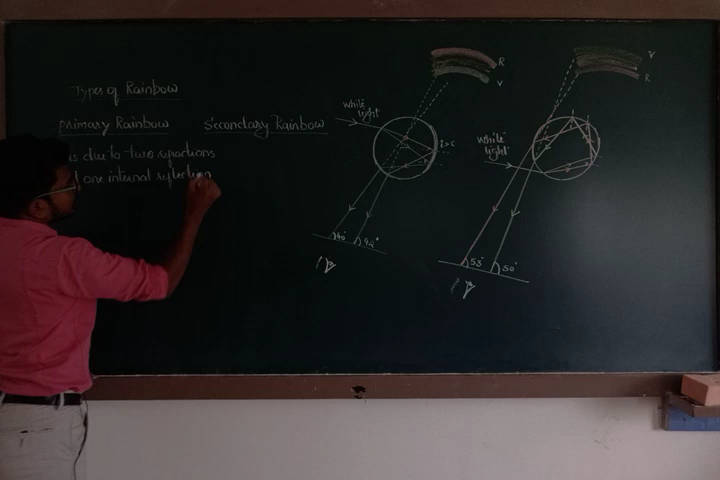 Types of Rainbow
Primary Rainbow
Secondary Rainbow
is due to two refractions
one internal reflection
white
light
i > c
R
V
40°
42°
white
light
V
R
53°
50°